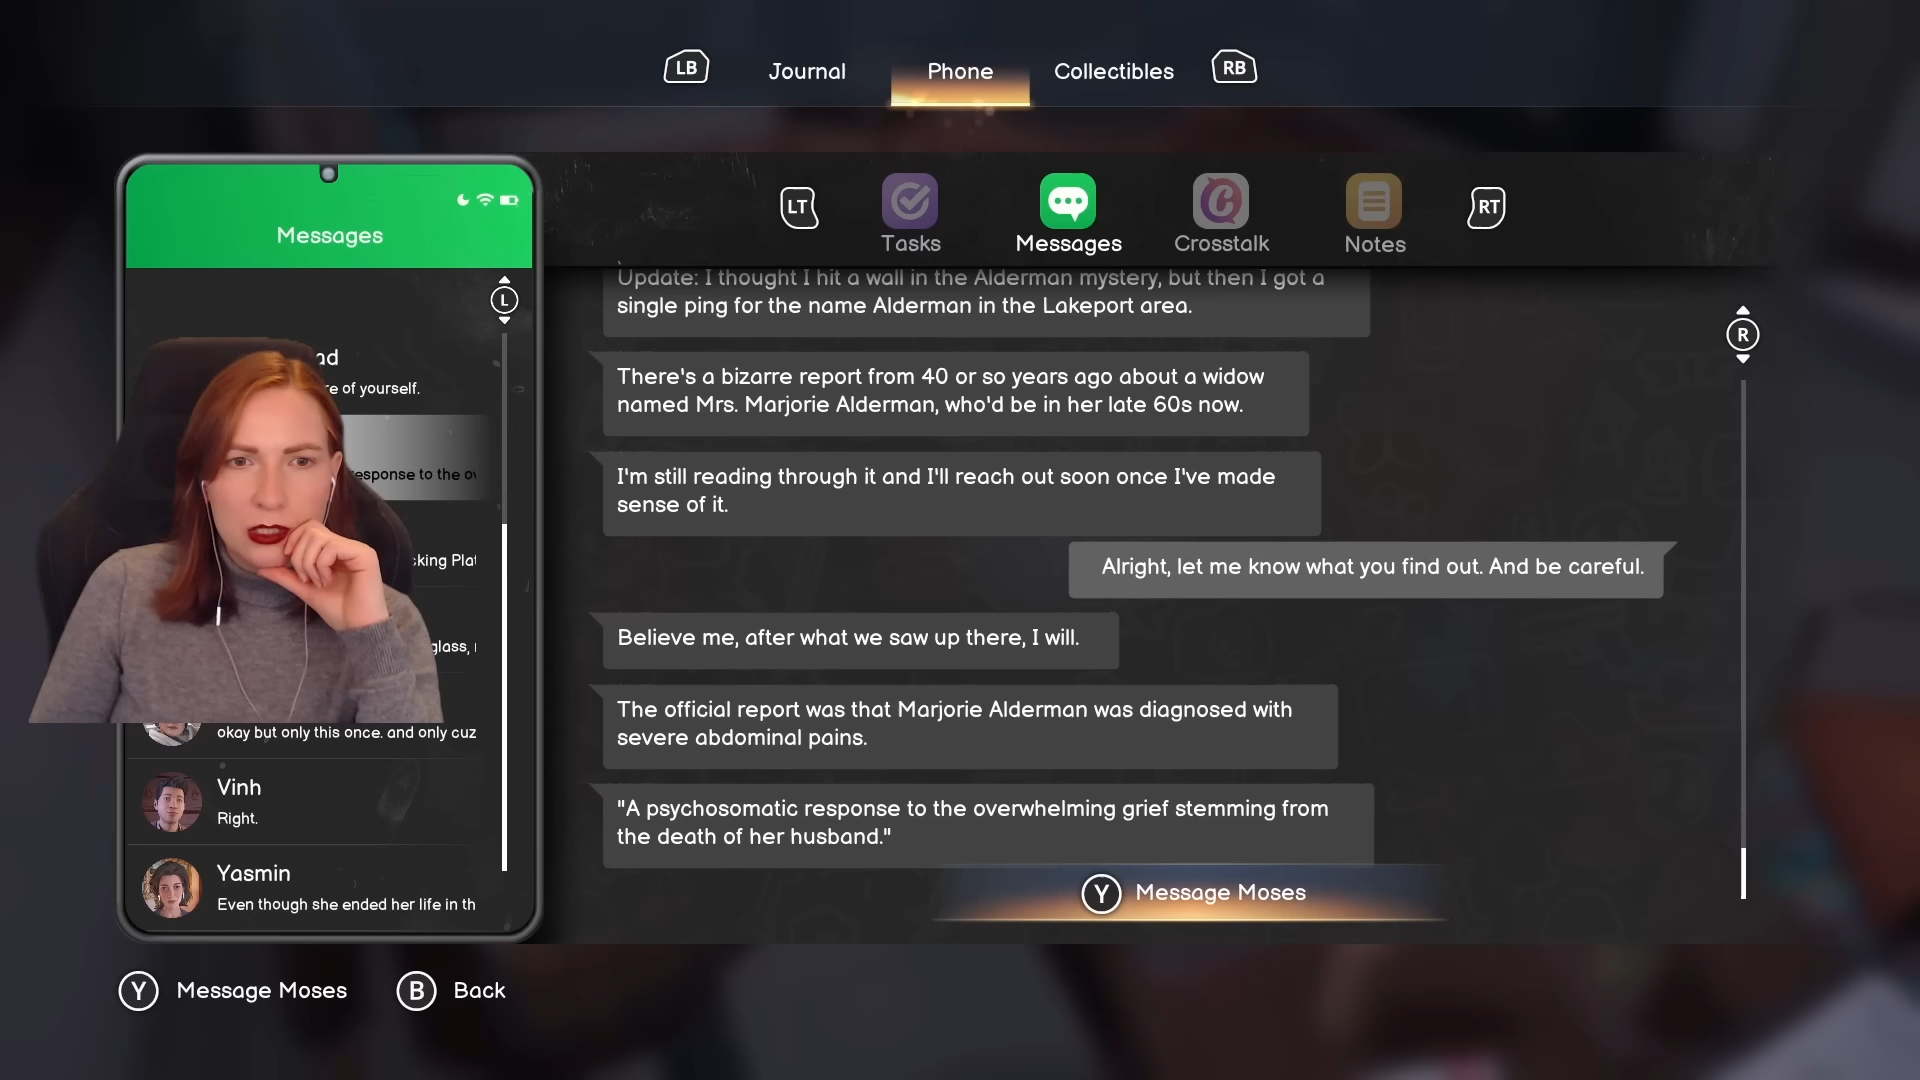 LB
Journal
Phone
Collectibles
RB
Messages
LT
Tasks
Messages
Crosstalk
Notes
RT
L
re of yourself.
response to the
glass,
okay but only this once. and only cuz
Vinh
Right.
Yasmin
Even though she ended her life in th
Update: I thought I hit a wall in the Alderman mystery, but then I got a
single ping for the name Alderman in the Lakeport area.
There's a bizarre report from 40 or so years ago about a widow
named Mrs. Marjorie Alderman, who'd be in her late 60s now.
I'm still reading through it and I'll reach out soon once I've made
sense of it.
Alright, let me know what you find out. And be careful.
Believe me, after what we saw up there, I will.
The official report was that Marjorie Alderman was diagnosed with
severe abdominal pains.
"A psychosomatic response to the overwhelming grief stemming from
the death of her husband."
R
Y Message Moses
Y Message Moses
B Back